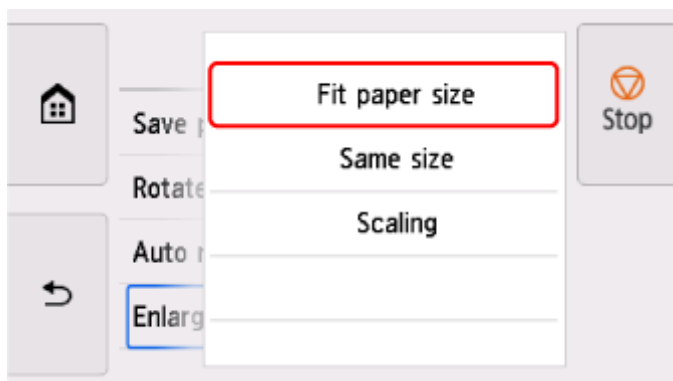 Fit paper size
Same size
Scaling
Save
Rotate
Auto
Enlarg
Stop